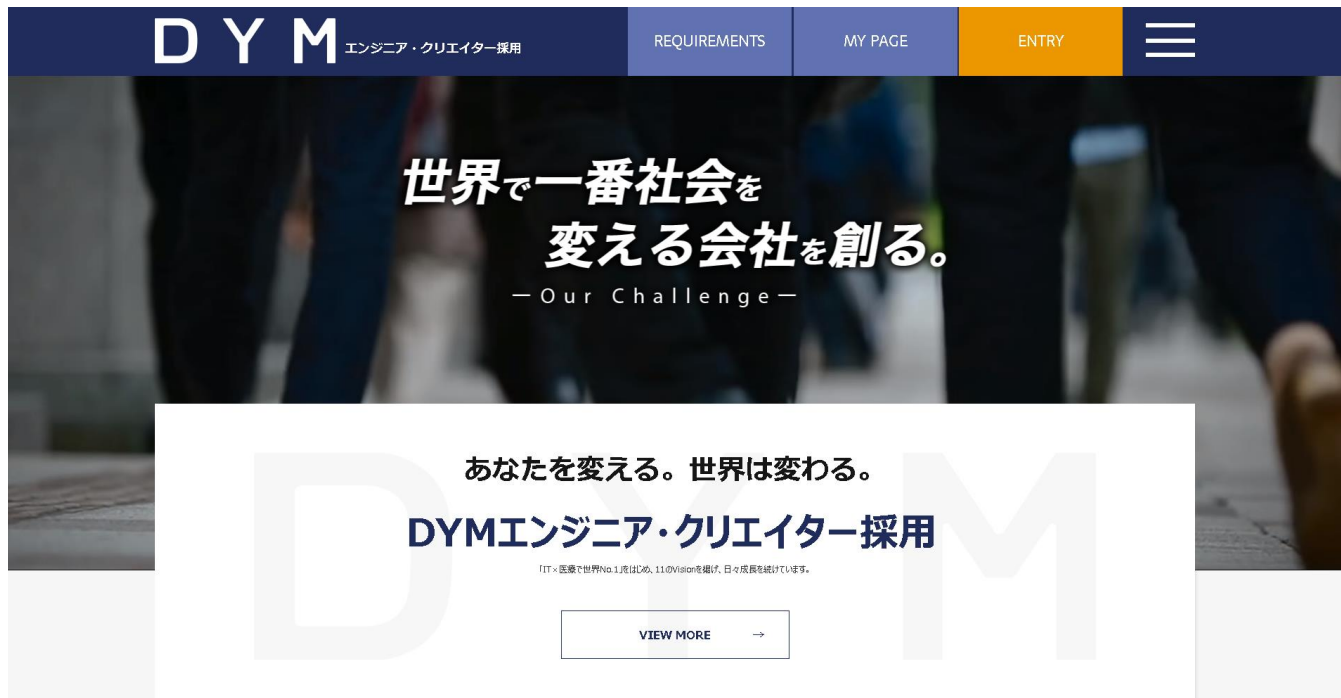 DYM エンジニア・クリエイター採用
REQUIREMENTS
MY PAGE
ENTRY
世界で一番社会を
変える会社を創る。
－Our Challenge－
DYM
あなたを変える。世界は変わる。
DYMエンジニア・クリエイター採用
「IT×医療で世界No.1」をはじめ、11のVisionを掲げ、日々成長を続けています。
VIEW MORE →